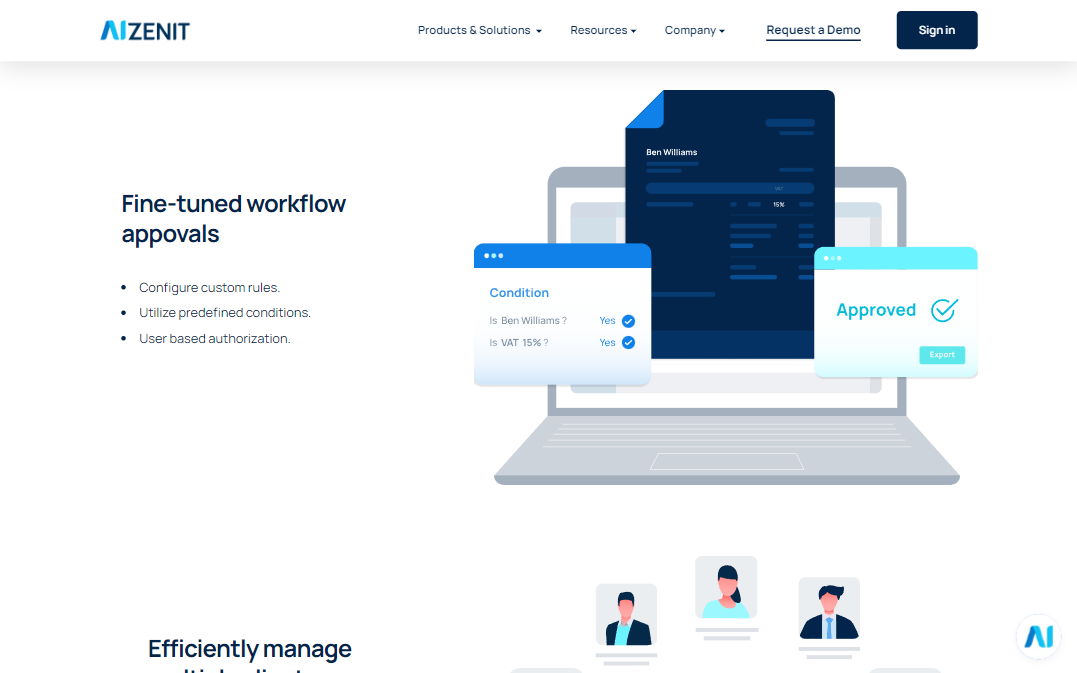 AIZENIT
Products & Solutions
Resources
Company
Request a Demo
Sign in
Fine-tuned workflow
appovals
Configure custom rules.
Utilize predefined conditions.
User based authorization.
Ben Williams
VAT
15%
Condition
Is Ben Williams ? Yes
Is VAT 15% ? Yes
Approved
Export
Efficiently manage
AI